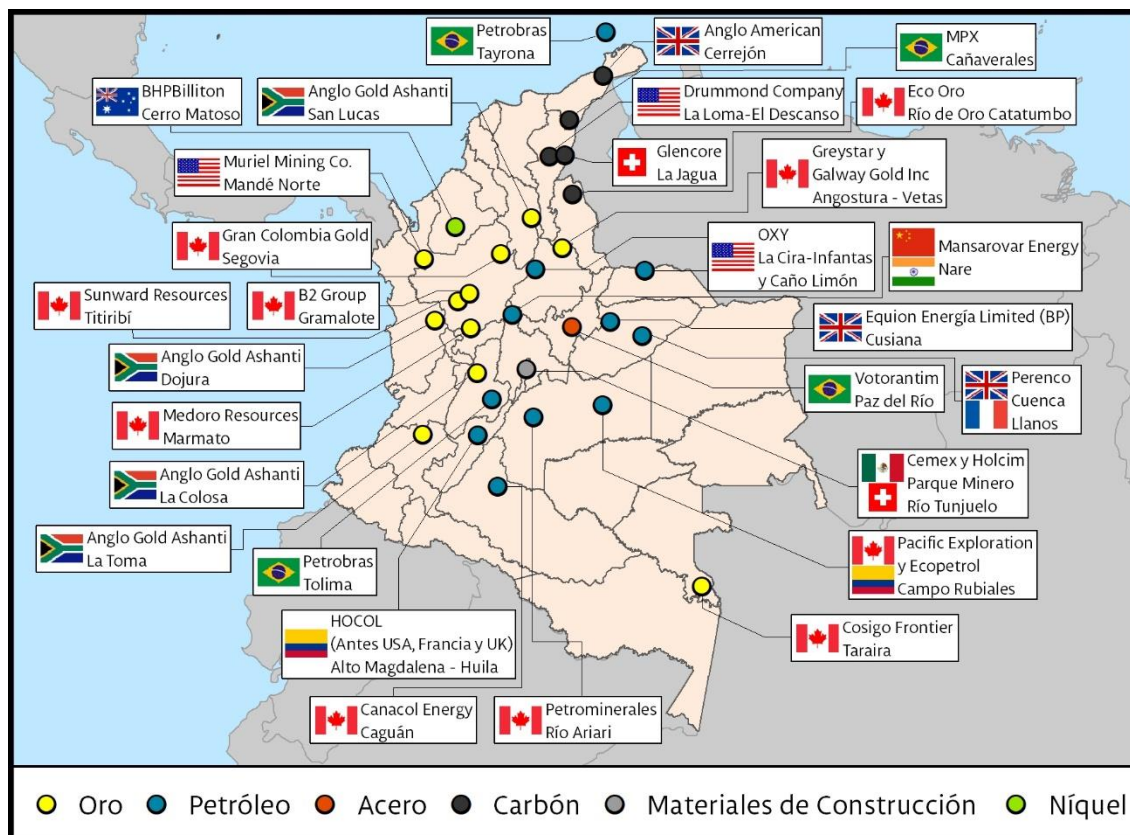 Petrobras
Tayrona
Anglo American
Cerrejón
MPX
Cañaverales
BHPBilliton
Cerro Matoso
Anglo Gold Ashanti
San Lucas
Drummond Company
La Loma-El Descanso
Eco Oro
Río de Oro Catatumbo
Muriel Mining Co.
Mandé Norte
Glencore
La Jagua
Greystar y
Galway Gold Inc
Angostura - Vetas
Gran Colombia Gold
Segovia
OXY
La Cira-Infantas
y Caño Limón
Mansarovar Energy
Nare
Sunward Resources
Titiribí
B2 Group
Gramalote
Equion Energía Limited (BP)
Cusiana
Anglo Gold Ashanti
Dojura
Votorantim
Paz del Río
Perenco
Cuenca
Llanos
Medoro Resources
Marmato
Anglo Gold Ashanti
La Colosa
Cemex y Holcim
Parque Minero
Río Tunjuelo
Anglo Gold Ashanti
La Toma
Petrobras
Tolima
Pacific Exploration
y Ecopetrol
Campo Rubiales
HOCOL
(Antes USA, Francia y UK)
Alto Magdalena - Huila
Cosigo Frontier
Taraira
Canacol Energy
Caguán
Petrominerales
Río Ariari
Oro
Petróleo
Acero
Carbón
Materiales de Construcción
Níquel